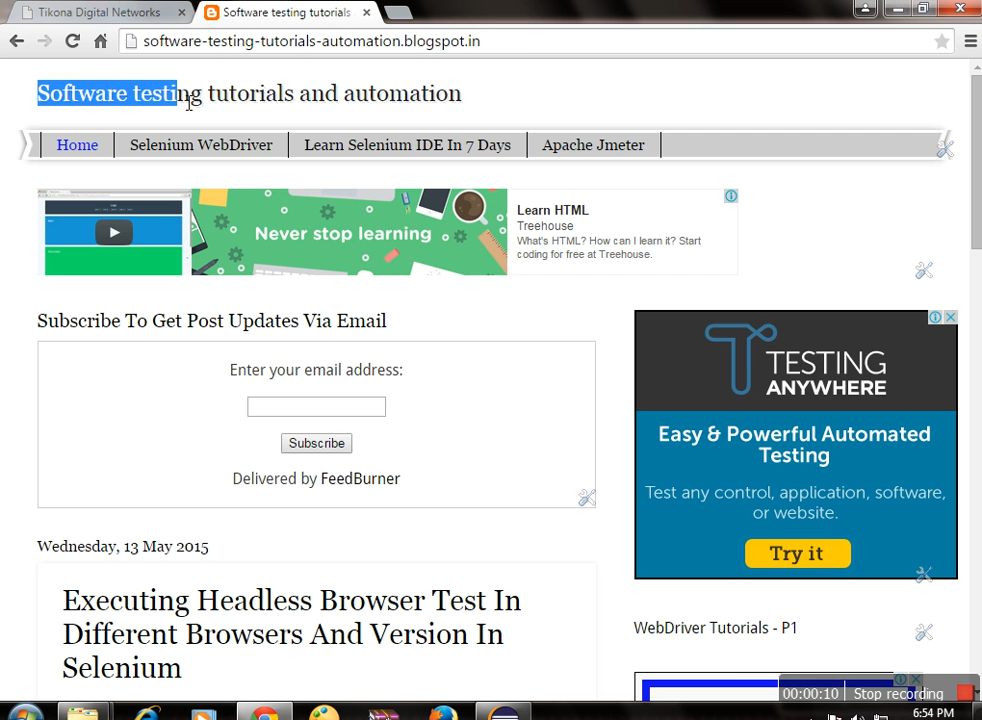 Tikona Digital Networks
Software testing tutorials
software-testing-tutorials-automation.blogspot.in
Software testing tutorials and automation
Home
Selenium WebDriver
Learn Selenium IDE In 7 Days
Apache Jmeter
Never stop learning
Learn HTML
Treehouse
What's HTML? How can I learn it? Start
coding for free at Treehouse.
Subscribe To Get Post Updates Via Email
Enter your email address:
Subscribe
Delivered by FeedBurner
TESTING
ANYWHERE
Easy & Powerful Automated
Testing
Test any control, application, software,
or website.
Try it
Wednesday, 13 May 2015
Executing Headless Browser Test In
Different Browsers And Version In
Selenium
WebDriver Tutorials - P1
00:00:10
Stop recording
6:54 PM